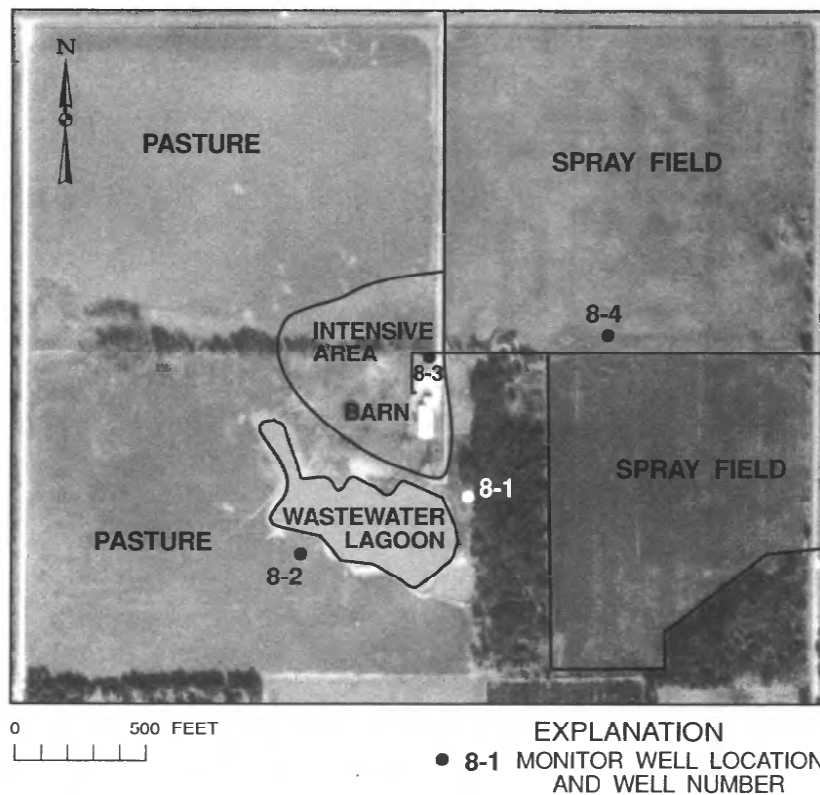 N
PASTURE
SPRAY FIELD
8-4
INTENSIVE
AREA
8-3
BARN
SPRAY FIELD
8-1
WASTEWATER
LAGOON
PASTURE
8-2
0 500 FEET
EXPLANATION
8-1 MONITOR WELL LOCATION
AND WELL NUMBER